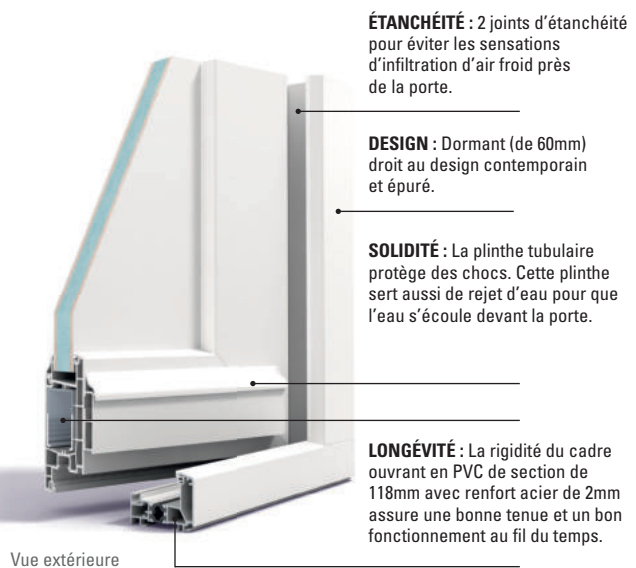 ÉTANCHÉITÉ : 2 joints d’étanchéité
pour éviter les sensations
d’infiltration d’air froid près
de la porte.
DESIGN : Dormant (de 60mm)
droit au design contemporain
et épuré.
SOLIDITÉ : La plinthe tubulaire
protège des chocs. Cette plinthe
sert aussi de rejet d’eau pour que
l’eau s’écoule devant la porte.
LONGÉVITÉ : La rigidité du cadre
ouvrant en PVC de section de
118mm avec renfort acier de 2mm
assure une bonne tenue et un bon
fonctionnement au fil du temps.
Vue extérieure